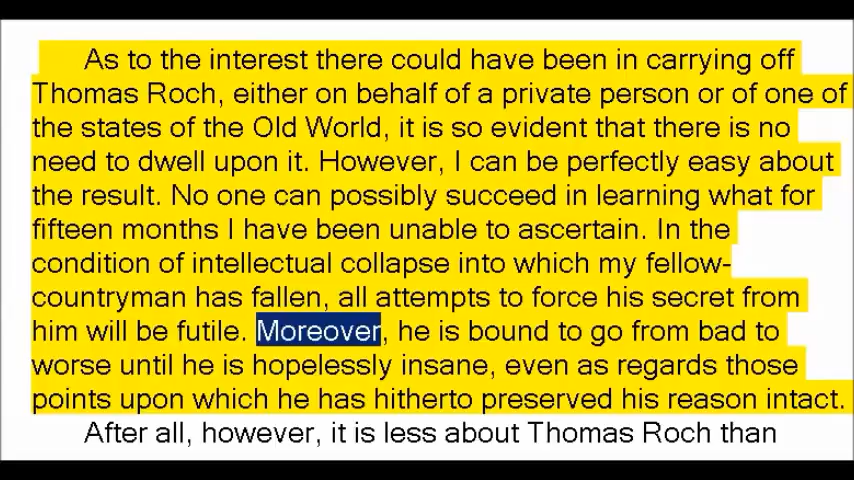 As to the interest there could have been in carrying off
Thomas Roch, either on behalf of a private person or of one of
the states of the Old World, it is so evident that there is no
need to dwell upon it. However, I can be perfectly easy about
the result. No one can possibly succeed in learning what for
fifteen months I have been unable to ascertain. In the
condition of intellectual collapse into which my fellow-
countryman has fallen, all attempts to force his secret from
him will be futile. Moreover, he is bound to go from bad to
worse until he is hopelessly insane, even as regards those
points upon which he has hitherto preserved his reason intact.
After all, however, it is less about Thomas Roch than